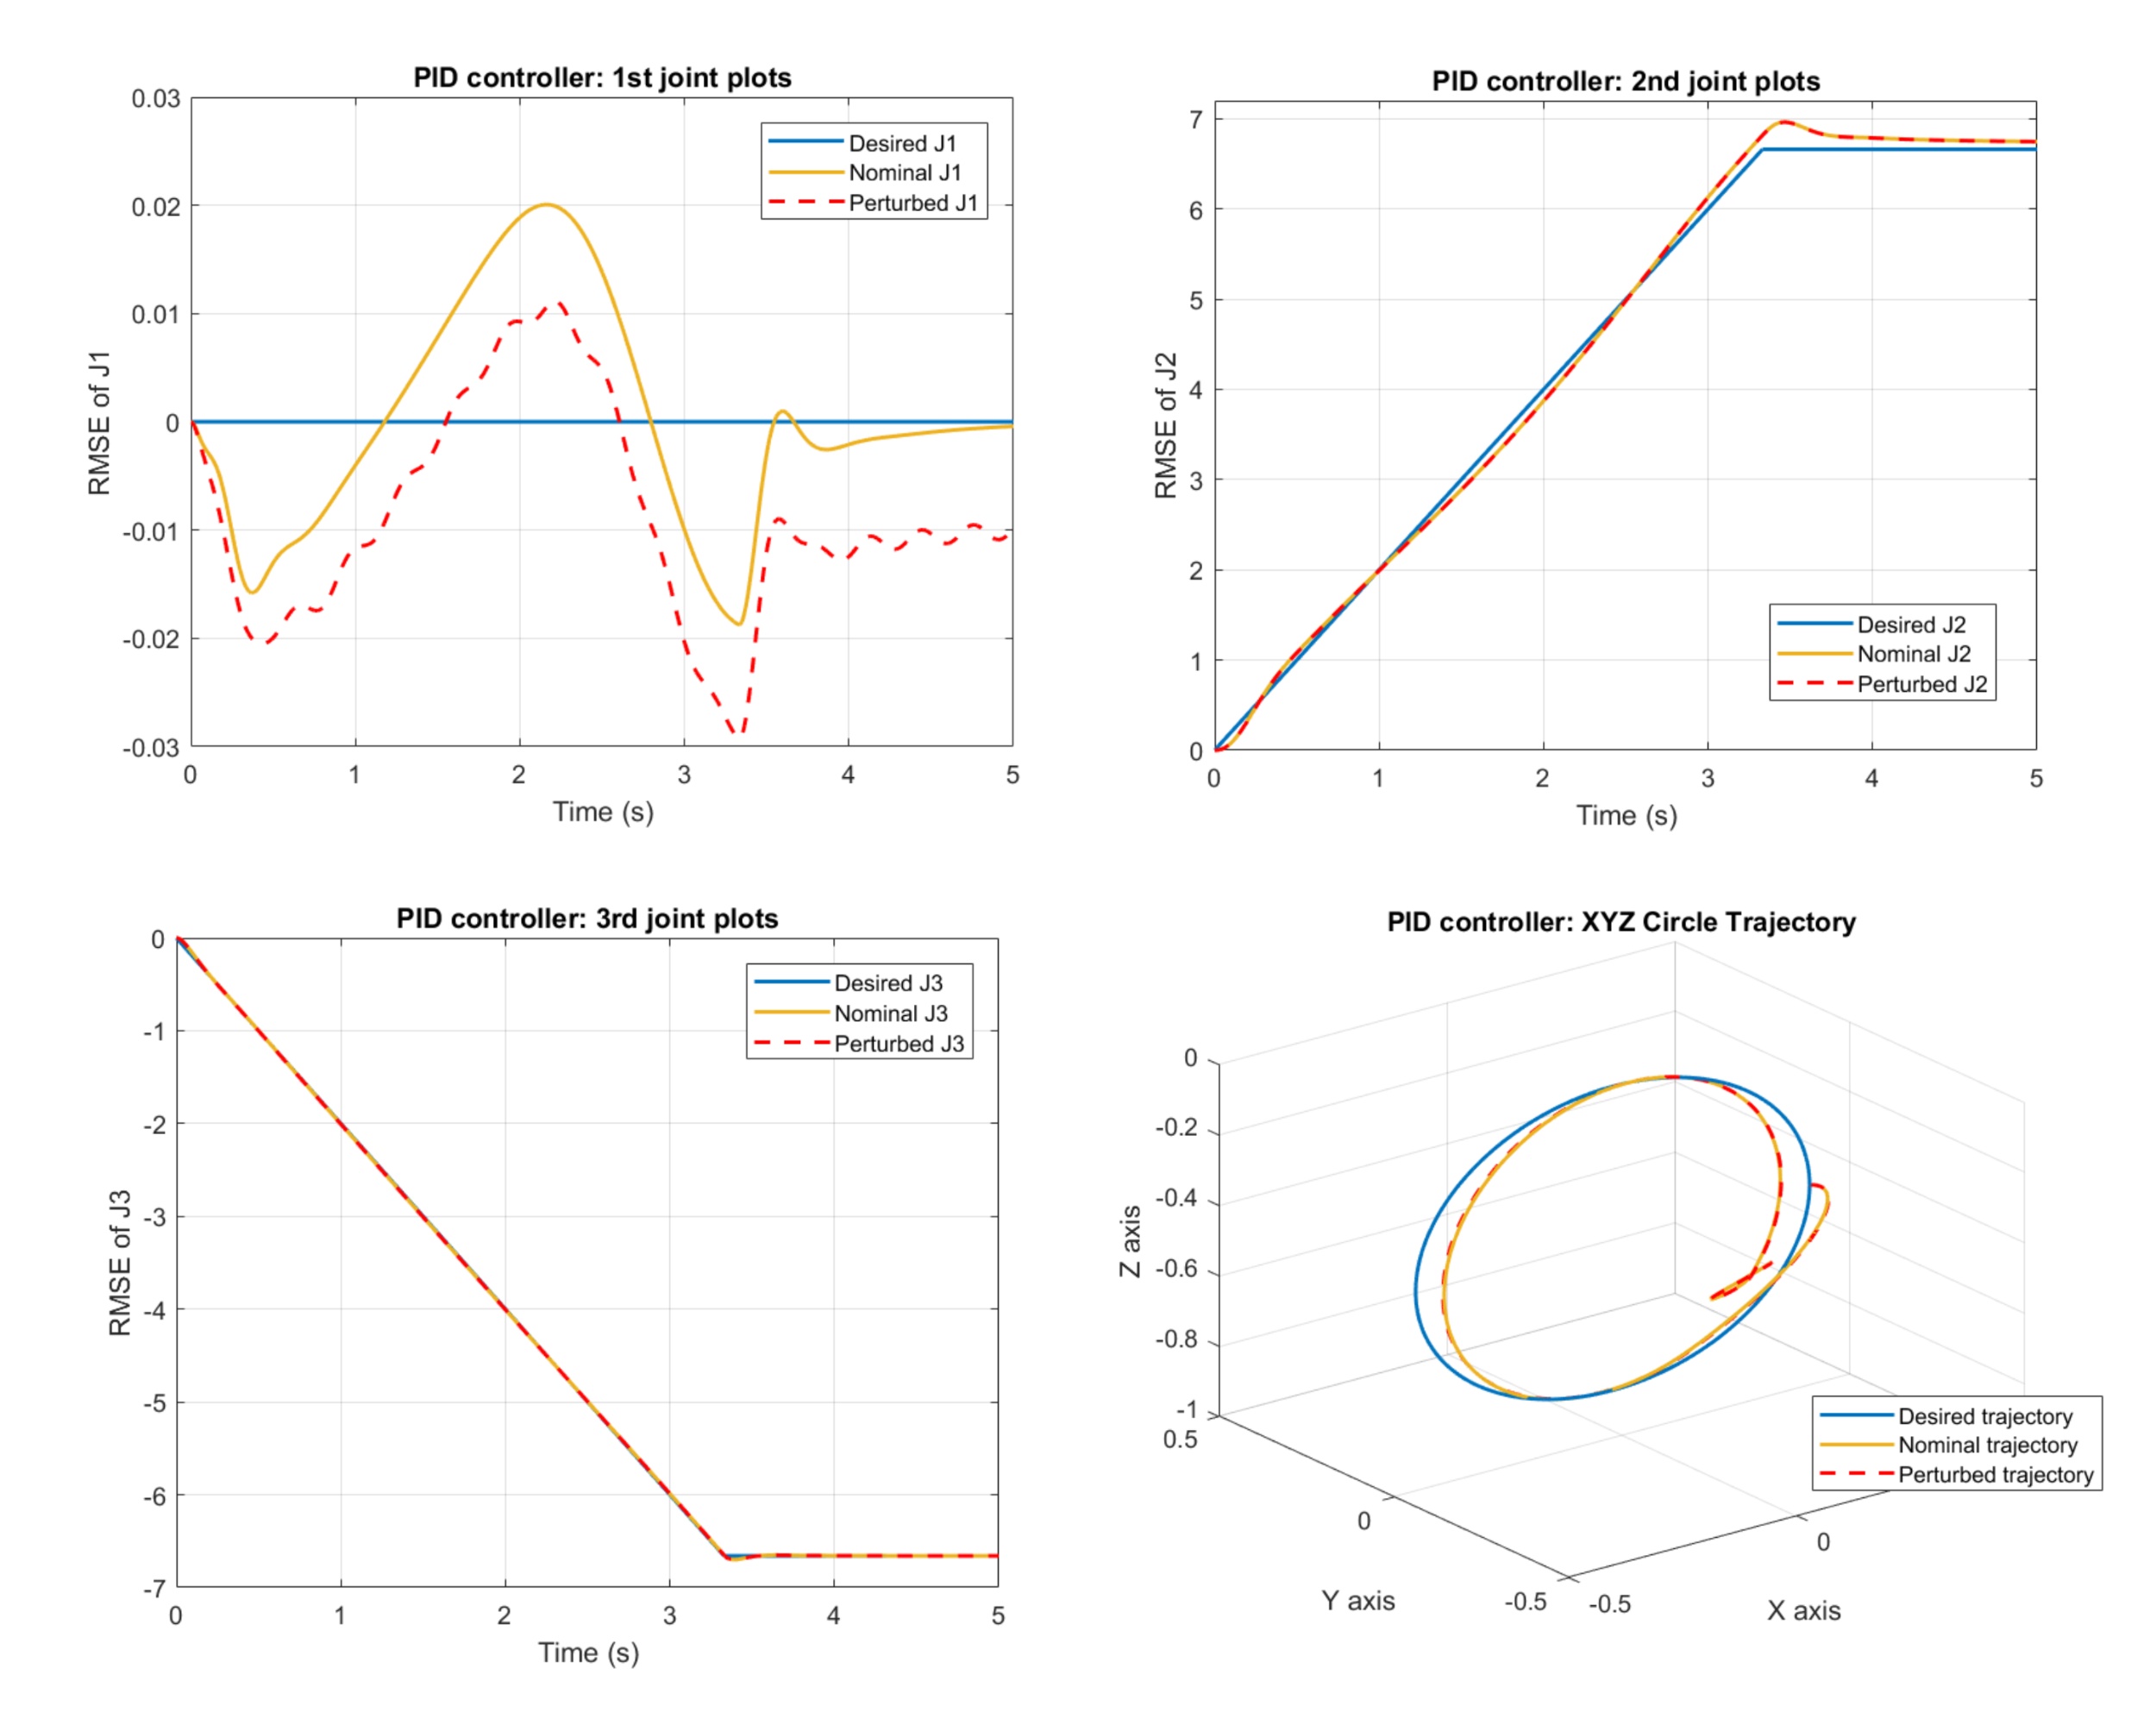 PID controller: 1st joint plots
0.03
0.02
0.01
0
-0.01
-0.02
-0.03
RMSE of J1
Desired J1
Nominal J1
Perturbed J1
0 1 2 3 4 5
Time (s)
PID controller: 2nd joint plots
7
6
5
4
3
2
1
0
RMSE of J2
Desired J2
Nominal J2
Perturbed J2
0 1 2 3 4 5
Time (s)
PID controller: 3rd joint plots
0
-1
-2
-3
-4
-5
-6
-7
RMSE of J3
Desired J3
Nominal J3
Perturbed J3
0 1 2 3 4 5
Time (s)
PID controller: XYZ Circle Trajectory
0
-0.2
-0.4
-0.6
-0.8
-1
Z axis
0.5
0
-0.5
Y axis
-0.5
0
X axis
Desired trajectory
Nominal trajectory
Perturbed trajectory